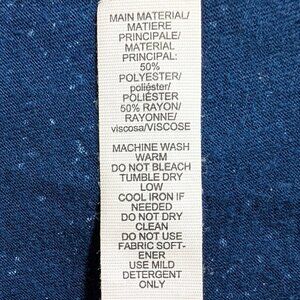 MAIN MATERIAL/
MATIERE
PRINCIPALE/
MATERIAL
PRINCIPAL:
50%
POLYESTER/
poliéster/
POLIÉSTER
50% RAYON/
RAYONNE/
viscosa/VISCOSE
MACHINE WASH
WARM
DO NOT BLEACH
TUMBLE DRY
LOW
COOL IRON IF
NEEDED
DO NOT DRY
CLEAN
DO NOT USE
FABRIC SOFT-
ENER
USE MILD
DETERGENT
ONLY